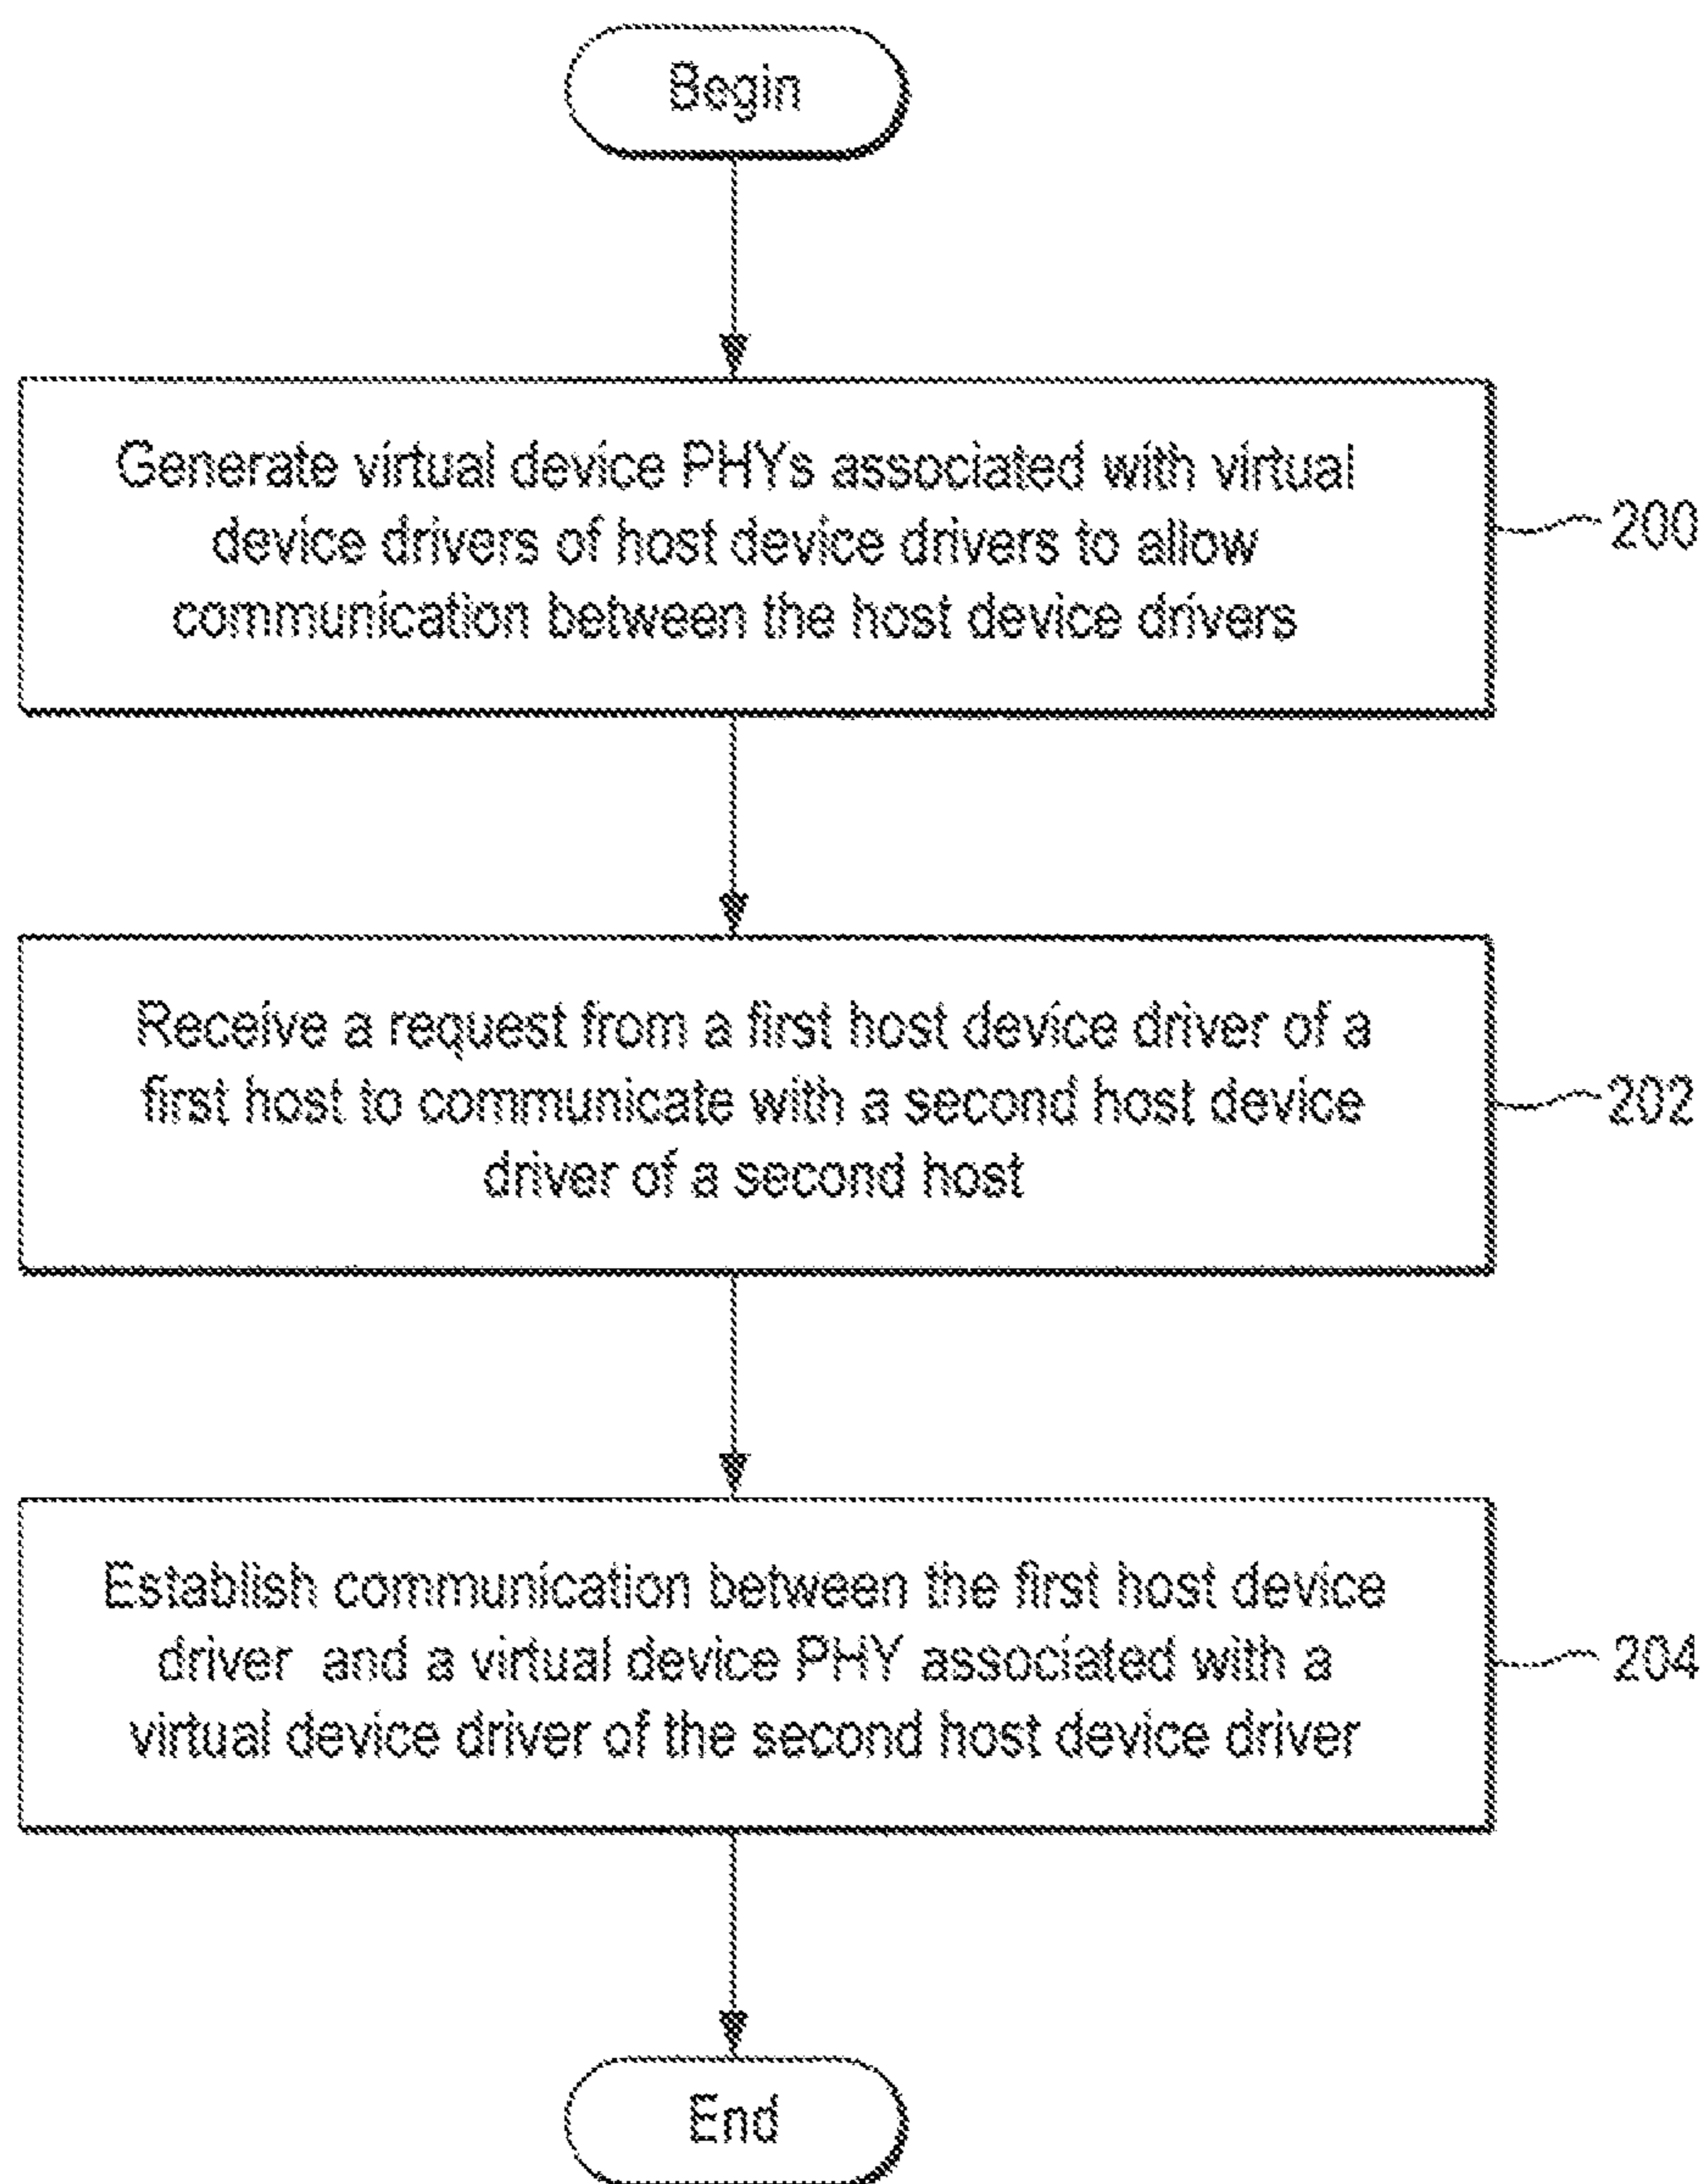 Begin
Generate virtual device PHYs associated with virtual
device drivers of host device drivers to allow
communication between the host device drivers
200
Receive a request from a first host device driver of a
first host to communicate with a second host device
driver of a second host
202
Establish communication between the first host device
driver and a virtual device PHY associated with a
virtual device driver of the second host device driver
204
End